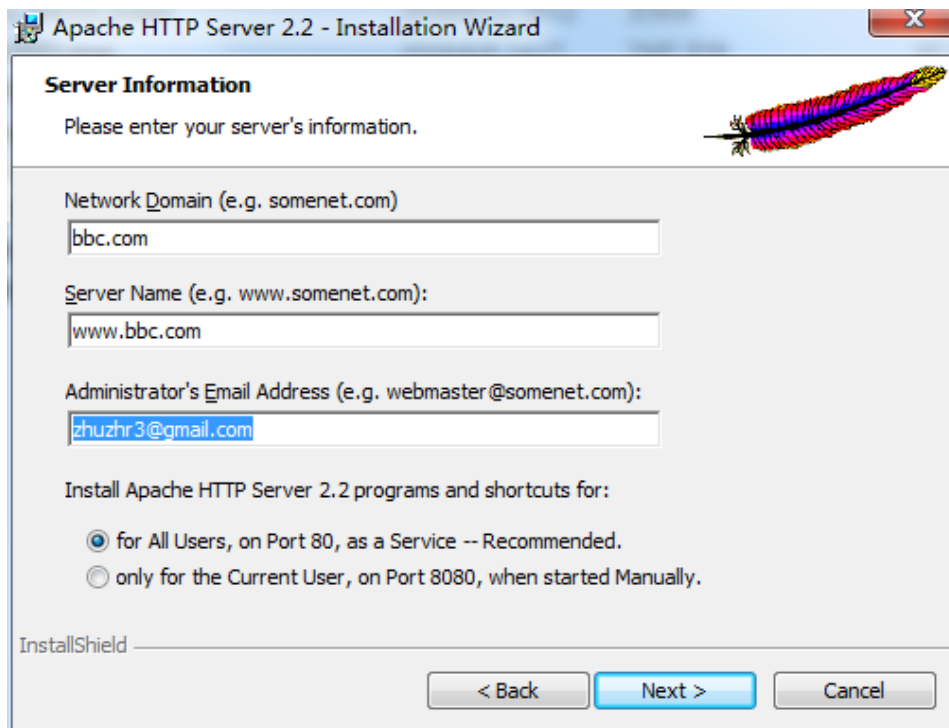 Apache HTTP Server 2.2 - Installation Wizard
Server Information
Please enter your server's information.
Network Domain (e.g. somenet.com)
bbc.com
Server Name (e.g. www.somenet.com):
www.bbc.com
Administrator's Email Address (e.g. webmaster@somenet.com):
zhuzhr3@gmail.com
Install Apache HTTP Server 2.2 programs and shortcuts for:
for All Users, on Port 80, as a Service -- Recommended.
only for the Current User, on Port 8080, when started Manually.
InstallShield
< Back Next > Cancel